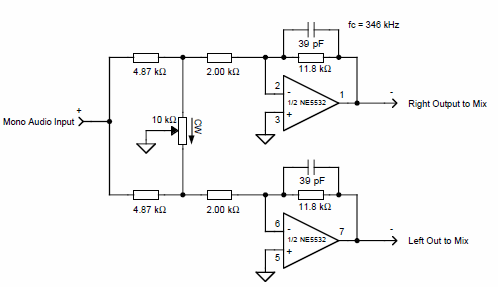 fc = 346 kHz
39 pF
4.87 kΩ
2.00 kΩ
11.8 kΩ
2
-
1/2 NE5532
1
-
Right Output to Mix
+
3
+
Mono Audio Input
10 kΩ
CW
39 pF
4.87 kΩ
2.00 kΩ
11.8 kΩ
6
-
1/2 NE5532
7
-
Left Out to Mix
5
+